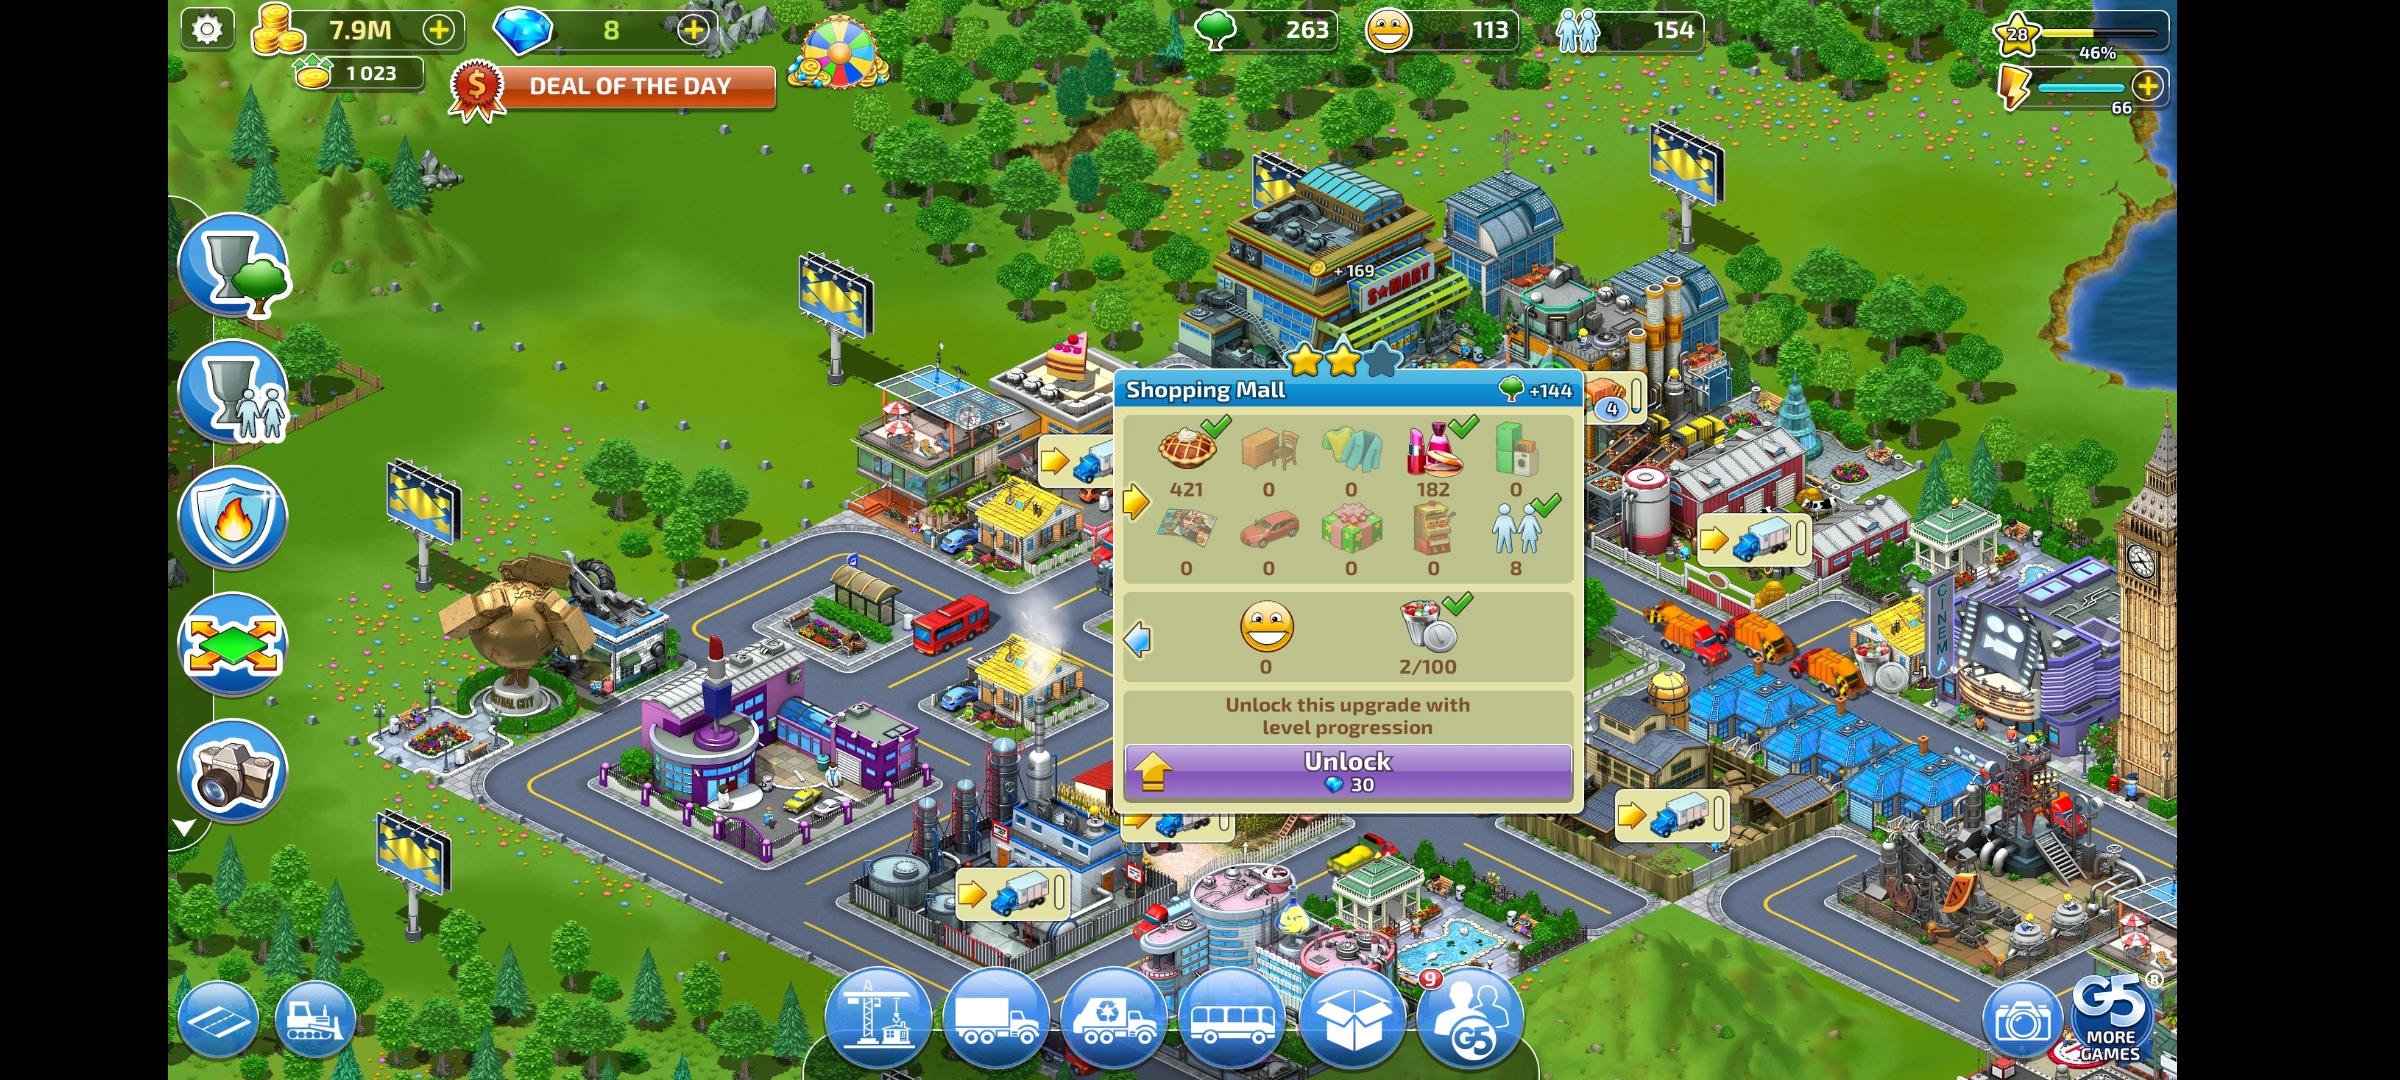 7.9M
8
263
113
154
28
46%
1 023
DEAL OF THE DAY
66
+169
S★MART
Shopping Mall
+144
4
421
0
0
182
0
0
0
0
0
8
0
2/100
Unlock this upgrade with
level progression
Unlock
30
CINEMA
9
A
G5
G5
®
MORE
GAMES